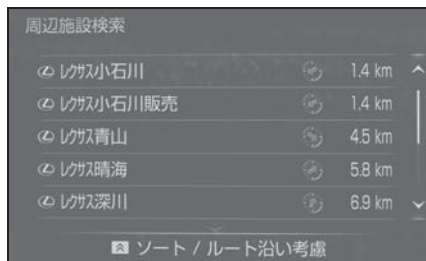 周辺施設検索
レクサス小石川 1.4 km
レクサス小石川販売 1.4 km
レクサス青山 4.5 km
レクサス晴海 5.8 km
レクサス深川 6.9 km
ソート / ルート沿い考慮